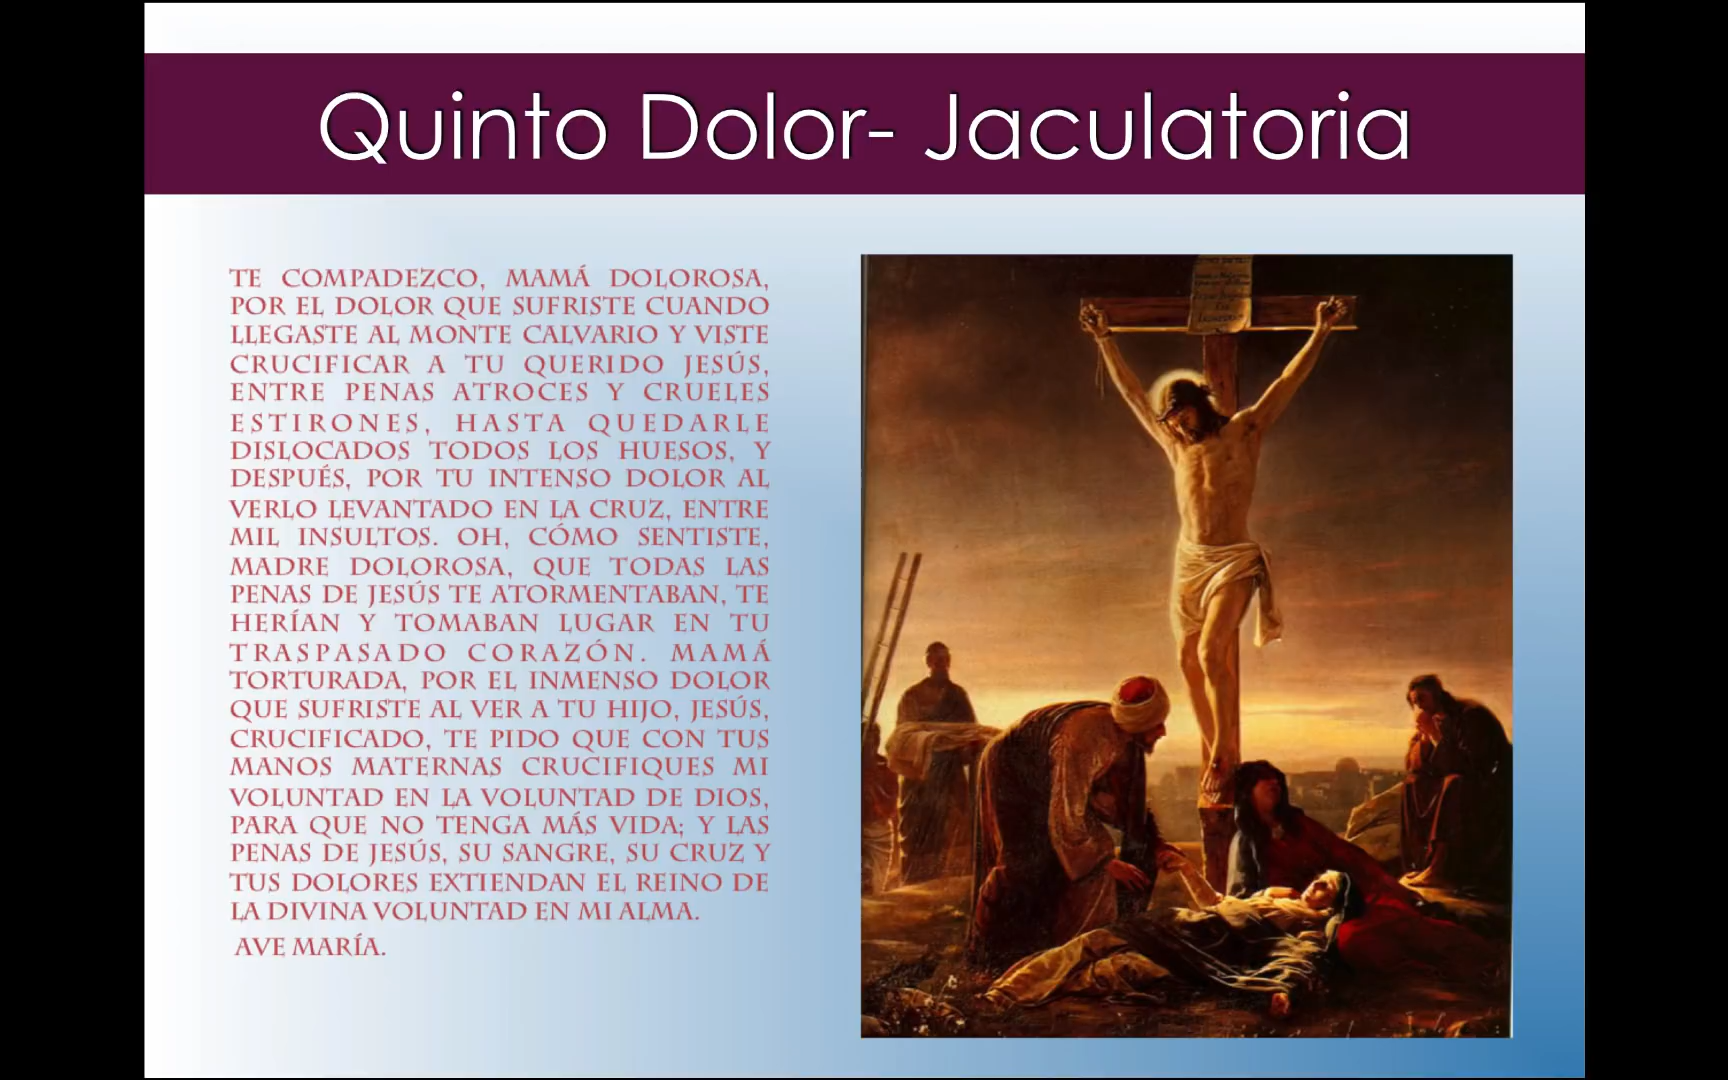 Quinto Dolor- Jaculatoria
TE COMPADEZCO, MAMÁ DOLOROSA,
POR EL DOLOR QUE SUFRISTE CUANDO
LLEGASTE AL MONTE CALVARIO Y VISTE
CRUCIFICAR A TU QUERIDO JESÚS,
ENTRE PENAS ATROCES Y CRUELES
ESTIRONES, HASTA QUEDARLE
DISLOCADOS TODOS LOS HUESOS, Y
DESPUÉS, POR TU INTENSO DOLOR AL
VERLO LEVANTADO EN LA CRUZ, ENTRE
MIL INSULTOS. OH, CÓMO SENTISTE,
MADRE DOLOROSA, QUE TODAS LAS
PENAS DE JESÚS TE ATORMENTABAN, TE
HERÍAN Y TOMABAN LUGAR EN TU
TRASPASADO CORAZÓN. MAMÁ
TORTURADA, POR EL INMENSO DOLOR
QUE SUFRISTE AL VER A TU HIJO, JESÚS,
CRUCIFICADO, TE PIDO QUE CON TUS
MANOS MATERNAS CRUCIFIQUES MI
VOLUNTAD EN LA VOLUNTAD DE DIOS,
PARA QUE NO TENGA MÁS VIDA; Y LAS
PENAS DE JESÚS, SU SANGRE, SU CRUZ Y
TUS DOLORES EXTIENDAN EL REINO DE
LA DIVINA VOLUNTAD EN MI ALMA.
AVE MARÍA.